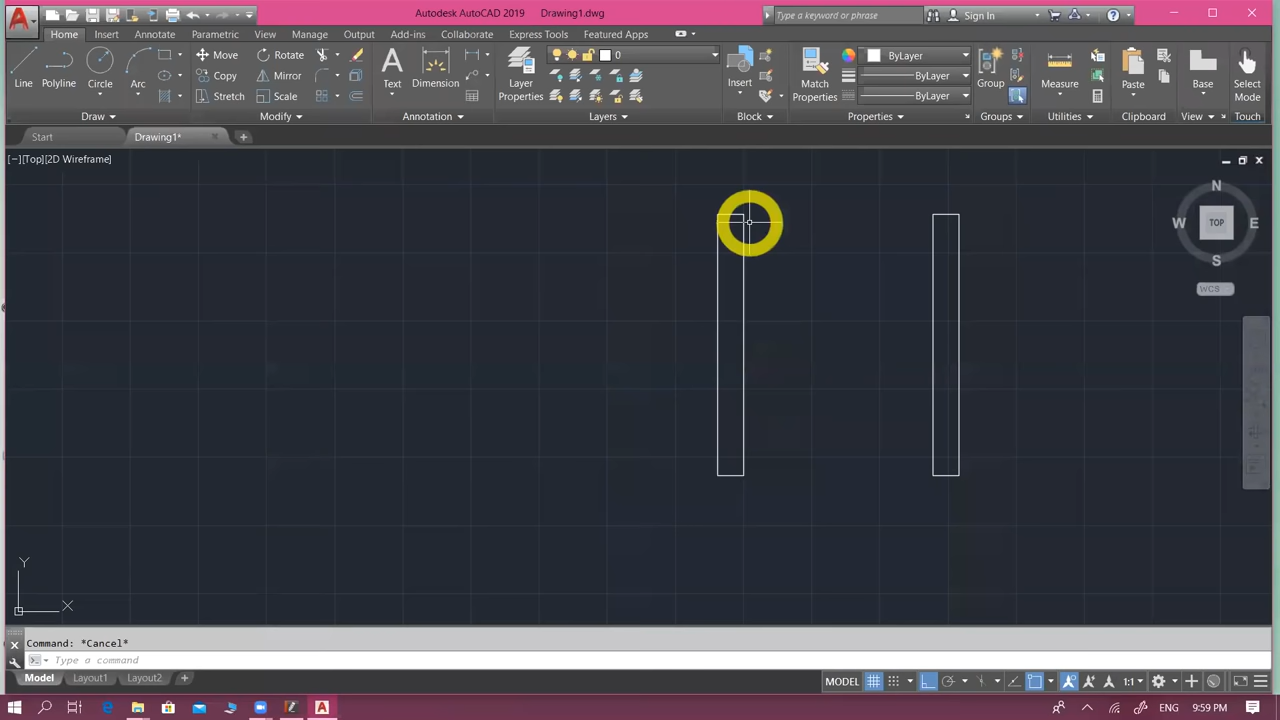 A Autodesk AutoCAD 2019 Drawing1.dwg Type a keyword or phrase Sign In
Home Insert Annotate Parametric View Manage Output Add-ins Collaborate Express Tools Featured Apps
Line Polyline Circle Arc
Move Rotate
Copy Mirror
Stretch Scale
Text Dimension
Layer Properties
0
Insert
Match Properties
ByLayer
ByLayer
ByLayer
Group Measure Paste Base Select Mode
Draw Modify Annotation Layers Block Properties Groups Utilities Clipboard View Touch
Start Drawing1* +
[−][Top][2D Wireframe]
N
W TOP E
S
WCS
Y
X
Command: *Cancel*
Type a command
Model Layout1 Layout2 + MODEL 1:1
ENG 9:59 PM